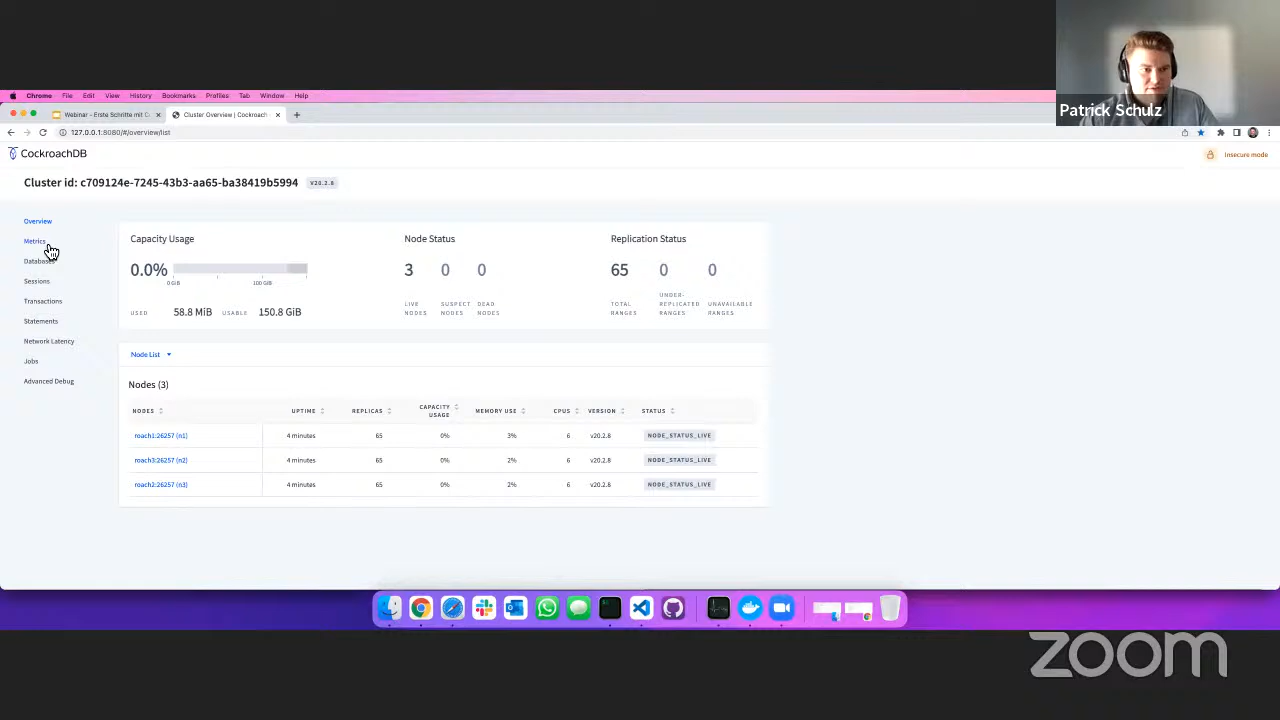 Patrick Schulz
Chrome File Edit View History Bookmarks Profiles Tab Window Help
Webinar - Erste Schritte mit C
Cluster Overview | Cockroach
127.0.0.1:8080/#/overview/list
CockroachDB
Insecure mode
Cluster id: c709124e-7245-43b3-aa65-ba38419b5994 V20.2.8
Overview
Metrics
Databases
Sessions
Transactions
Statements
Network Latency
Jobs
Advanced Debug
Capacity Usage
0.0%
0 GiB 100 GiB
USED 58.8 MiB USABLE 150.8 GiB
Node Status
3 0 0
LIVE NODES SUSPECT NODES DEAD NODES
Replication Status
65 0 0
TOTAL RANGES UNDER-REPLICATED RANGES UNAVAILABLE RANGES
Node List
Nodes (3)
NODES UPTIME REPLICAS CAPACITY USAGE MEMORY USE CPUS VERSION STATUS
roach1:26257 (n1) 4 minutes 65 0% 3% 6 v20.2.8 NODE_STATUS_LIVE
roach3:26257 (n2) 4 minutes 65 0% 2% 6 v20.2.8 NODE_STATUS_LIVE
roach2:26257 (n3) 4 minutes 65 0% 2% 6 v20.2.8 NODE_STATUS_LIVE
zoom